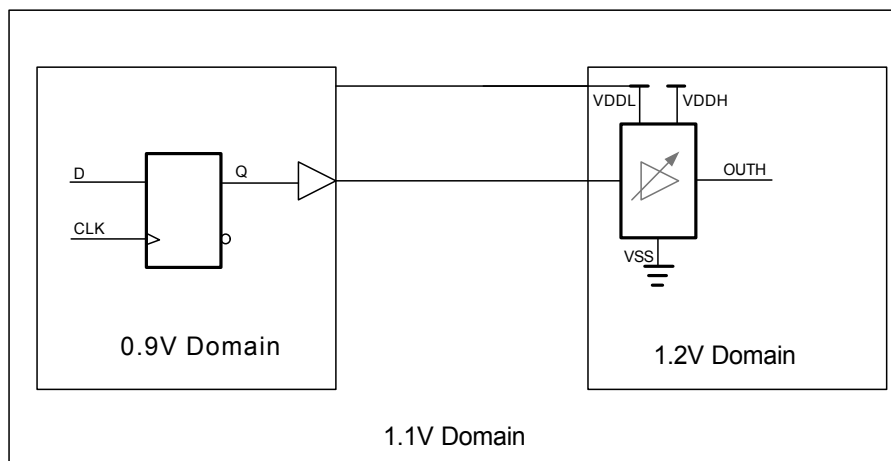 VDDL
VDDH
D
Q
OUTH
CLK
VSS
0.9V Domain
1.2V Domain
1.1V Domain